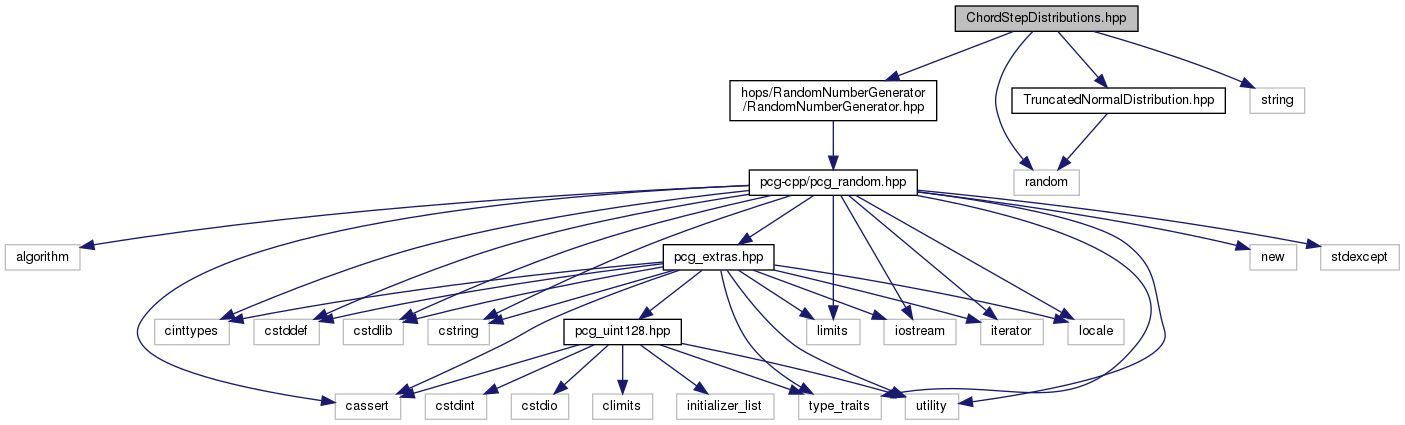 ChordStepDistributions.hpp
hops/RandomNumberGenerator
/RandomNumberGenerator.hpp
TruncatedNormalDistribution.hpp
string
pcg-cpp/pcg_random.hpp
random
algorithm
pcg_extras.hpp
new
stdexcept
cinttypes
cstddef
cstdlib
cstring
pcg_uint128.hpp
limits
iostream
iterator
locale
cassert
cstdint
cstdio
climits
initializer_list
type_traits
utility